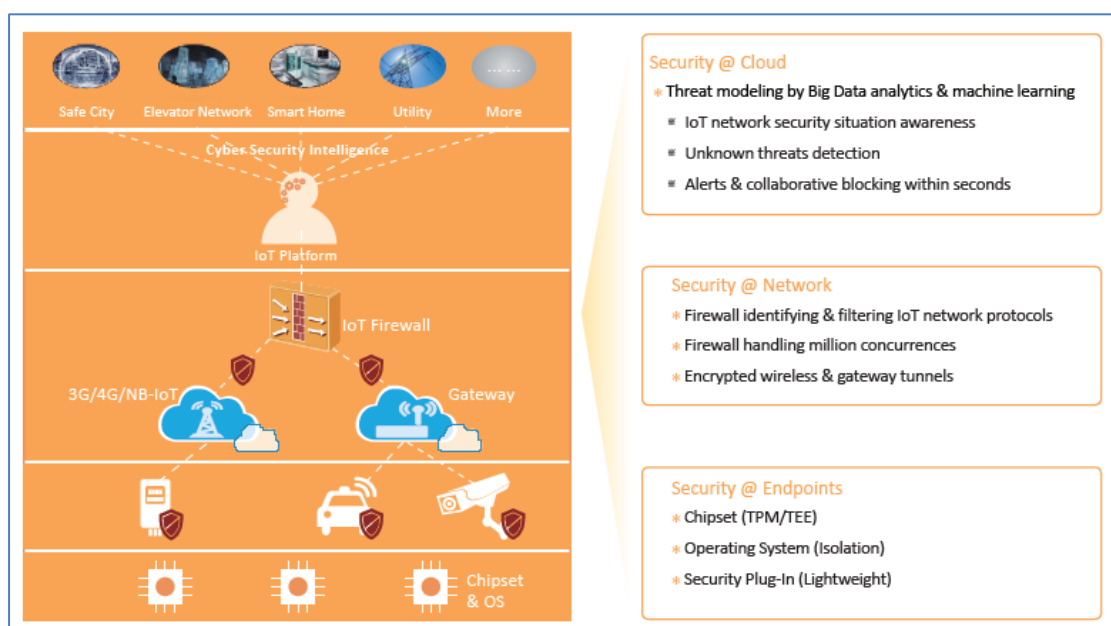 Safe City
Elevator Network
Smart Home
Utility
... ...
More
Cyber Security Intelligence
IoT Platform
IoT Firewall
3G/4G/NB-IoT
Gateway
Chipset
& OS
Security @ Cloud
* Threat modeling by Big Data analytics & machine learning
IoT network security situation awareness
Unknown threats detection
Alerts & collaborative blocking within seconds
Security @ Network
* Firewall identifying & filtering IoT network protocols
* Firewall handling million concurrences
* Encrypted wireless & gateway tunnels
Security @ Endpoints
* Chipset (TPM/TEE)
* Operating System (Isolation)
* Security Plug-In (Lightweight)